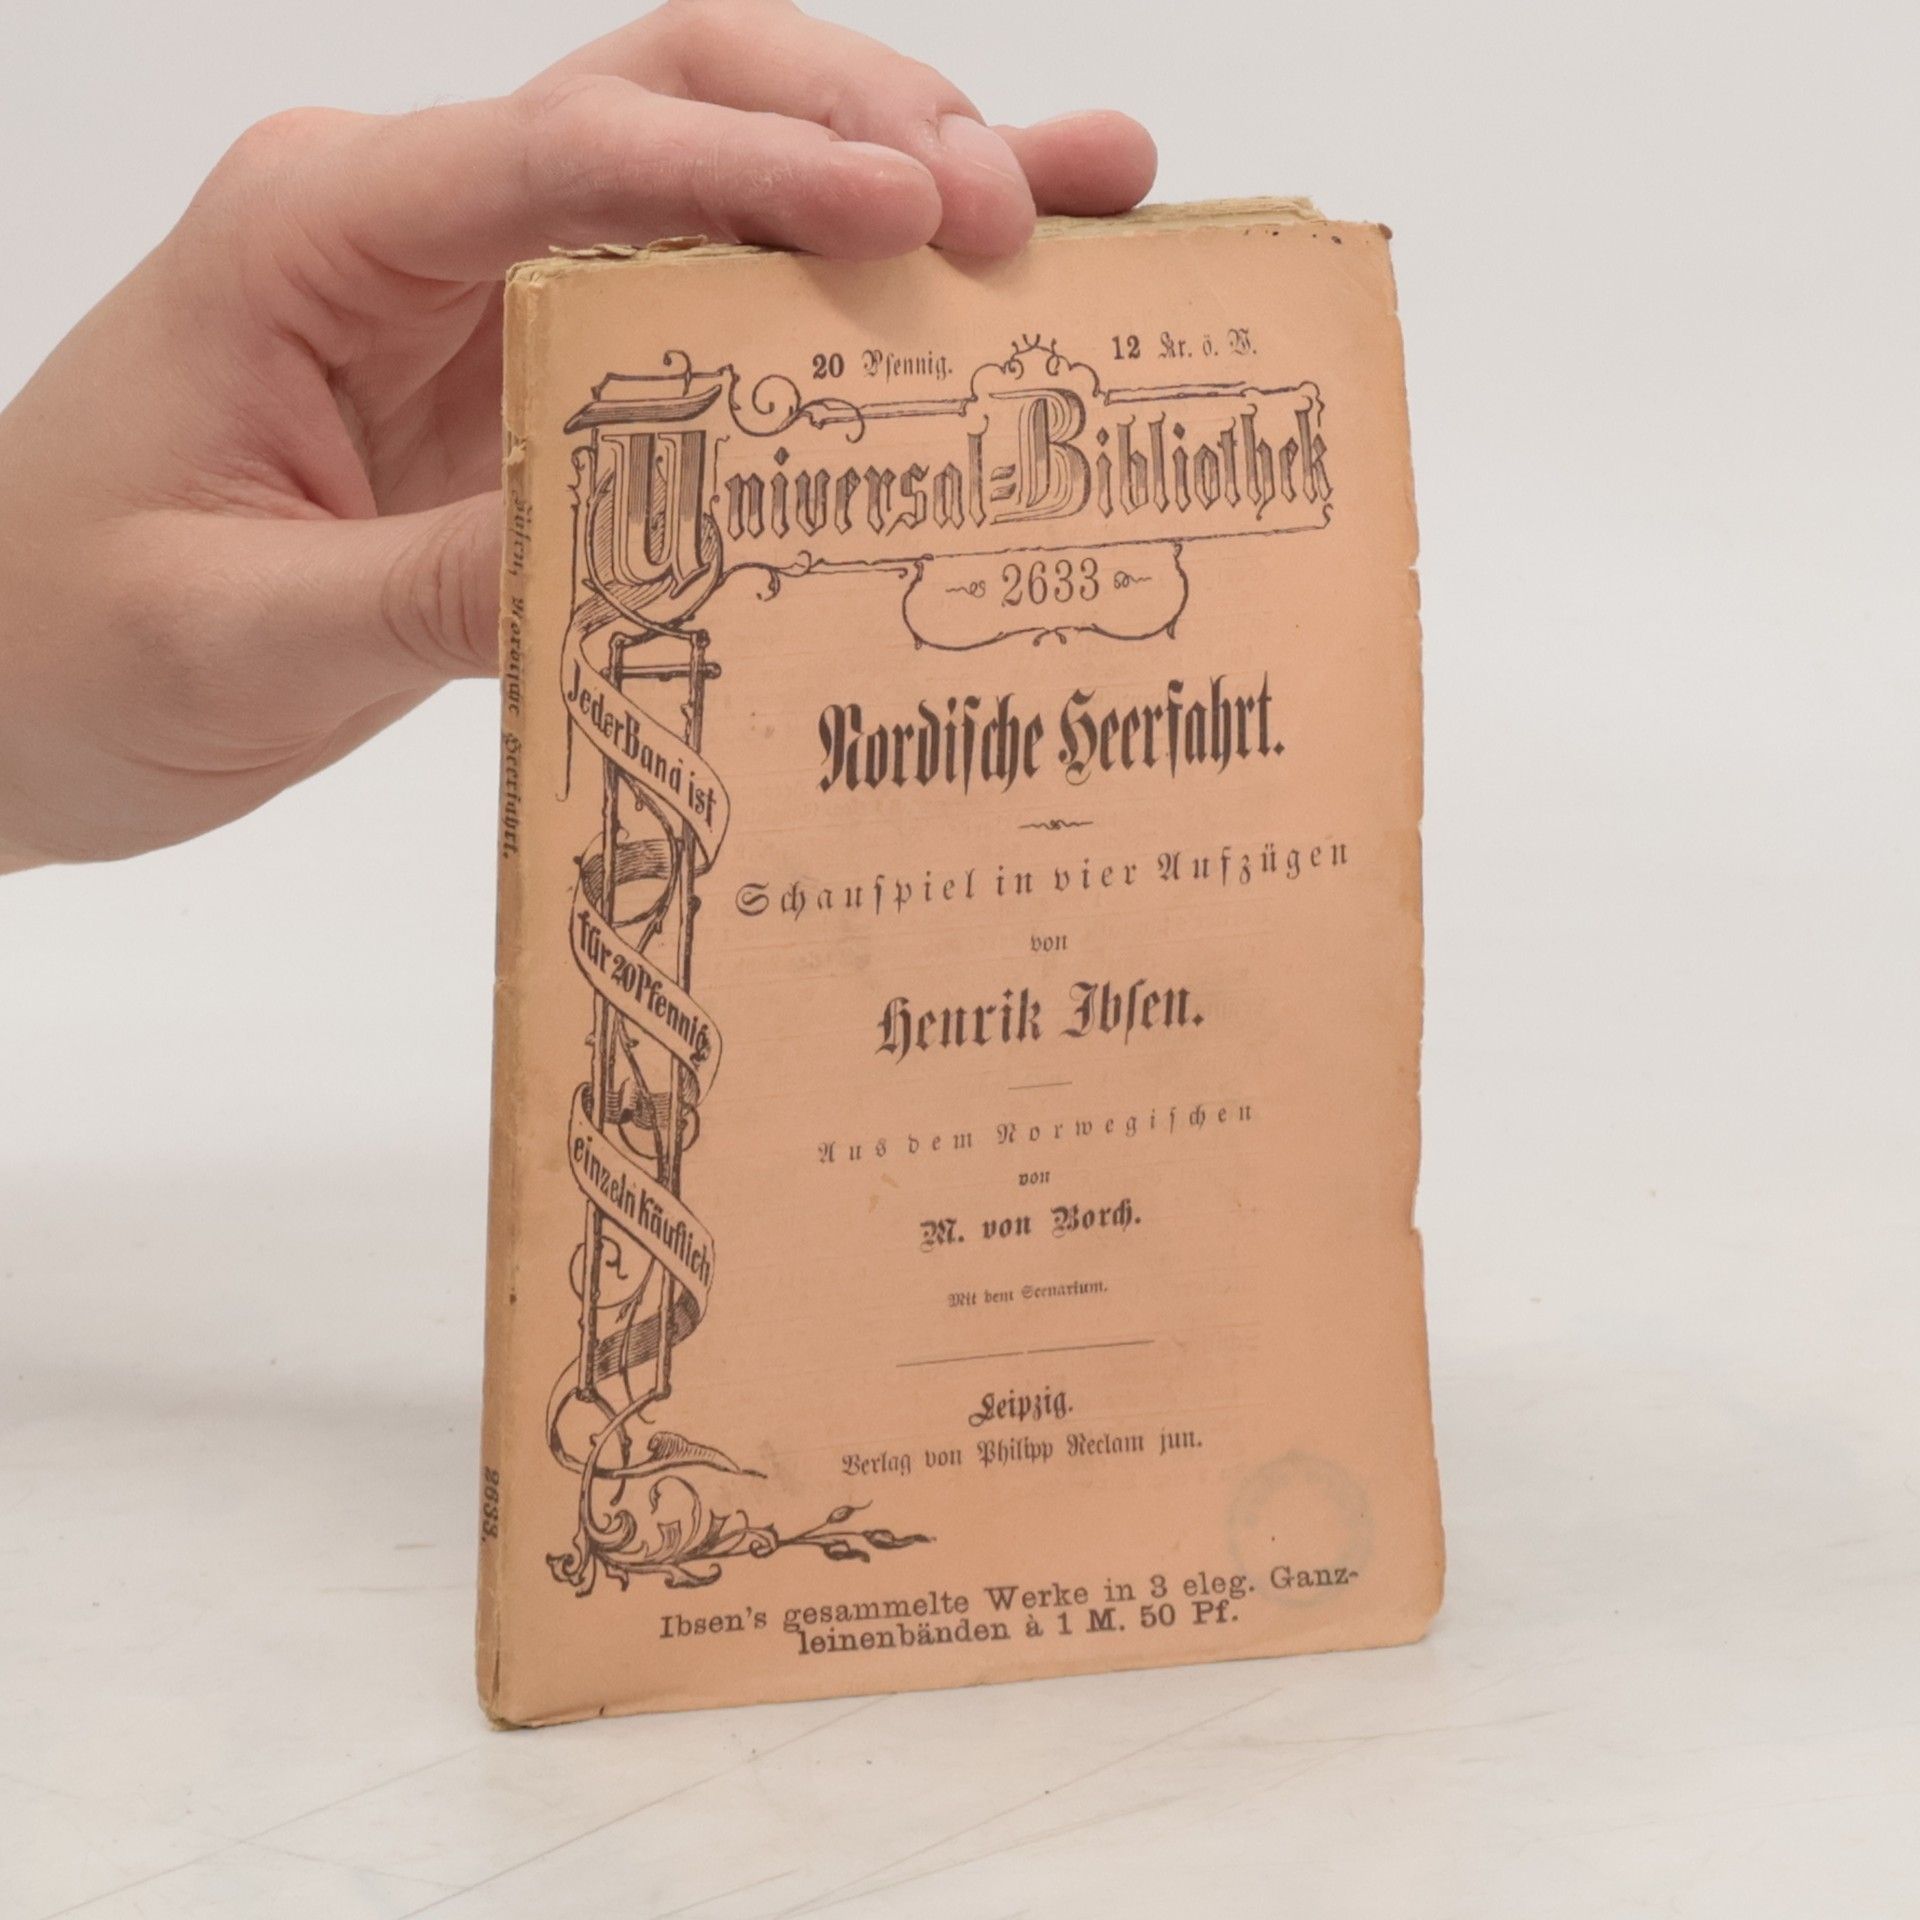 20 Pfennig. 12 Kr. ö. W.
Universal=Bibliothek
2633
Jeder Band ist
für 20 Pfennig
einzeln käuflich
Nordische Heerfahrt.
Schauspiel in vier Aufzügen
von
Henrik Ibsen.
Aus dem Norwegischen
von
M. von Borch.
Mit dem Scenarium.
Leipzig.
Verlag von Philipp Reclam jun.
Ibsen's gesammelte Werke in 3 eleg. Ganz-
leinenbänden à 1 M. 50 Pf.
Ibsen, Nordische Heerfahrt.
2633.